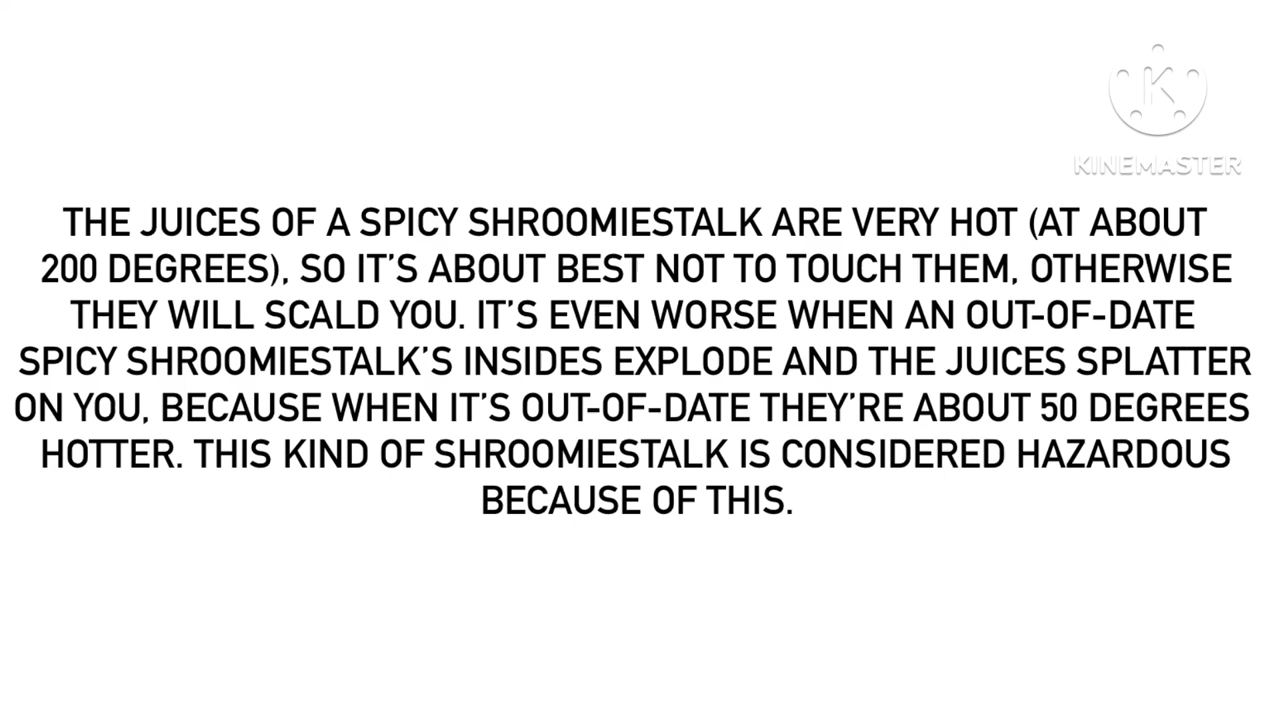 KINEMASTER
THE JUICES OF A SPICY SHROOMIESTALK ARE VERY HOT (AT ABOUT
200 DEGREES), SO IT’S ABOUT BEST NOT TO TOUCH THEM, OTHERWISE
THEY WILL SCALD YOU. IT’S EVEN WORSE WHEN AN OUT-OF-DATE
SPICY SHROOMIESTALK’S INSIDES EXPLODE AND THE JUICES SPLATTER
ON YOU, BECAUSE WHEN IT’S OUT-OF-DATE THEY’RE ABOUT 50 DEGREES
HOTTER. THIS KIND OF SHROOMIESTALK IS CONSIDERED HAZARDOUS
BECAUSE OF THIS.